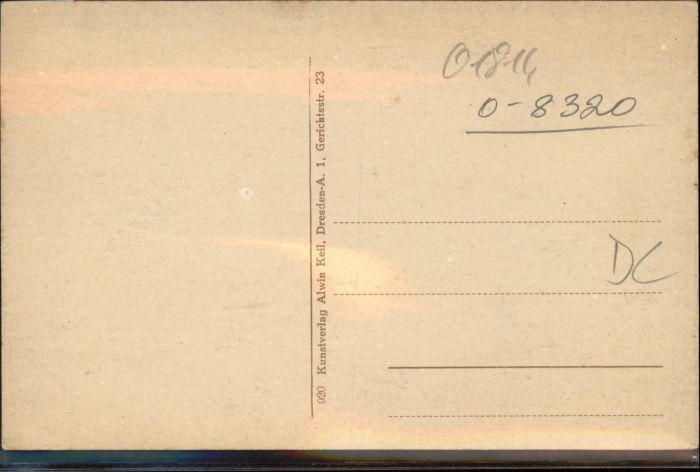 O1814
0-8320
DC
920 Kunstverlag Alwin Keil, Dresden-A. 1, Gerichtsstr. 23